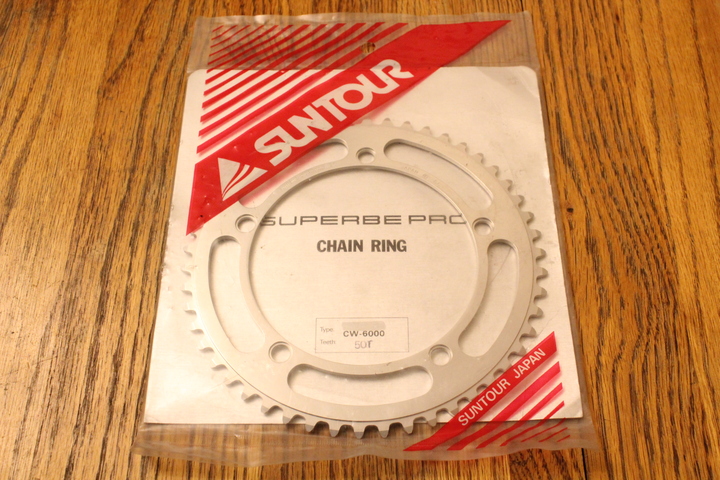 SUNTOUR
SUPERBE PRO
CHAIN RING
Type:
CW-6000
Teeth: 50T
SUNTOUR JAPAN